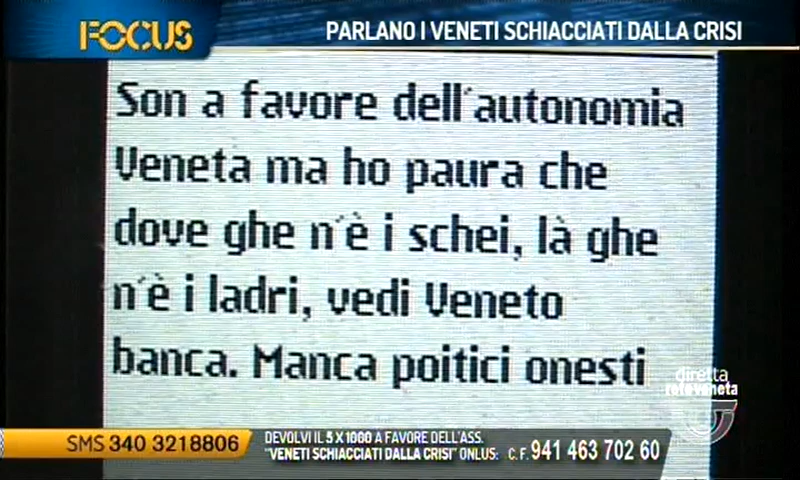 FOCUS
PARLANO I VENETI SCHIACCIATI DALLA CRISI
Son a favore dell'autonomia
Veneta ma ho paura che
dove ghe n'è i schei, là ghe
n'è i ladri, vedi Veneto
banca. Manca poitici onesti
diretta
reteveneta
SMS 340 3218806
DEVOLVI IL 5 X 1000 A FAVORE DELL'ASS.
"VENETI SCHIACCIATI DALLA CRISI" ONLUS: C. F. 941 463 702 60